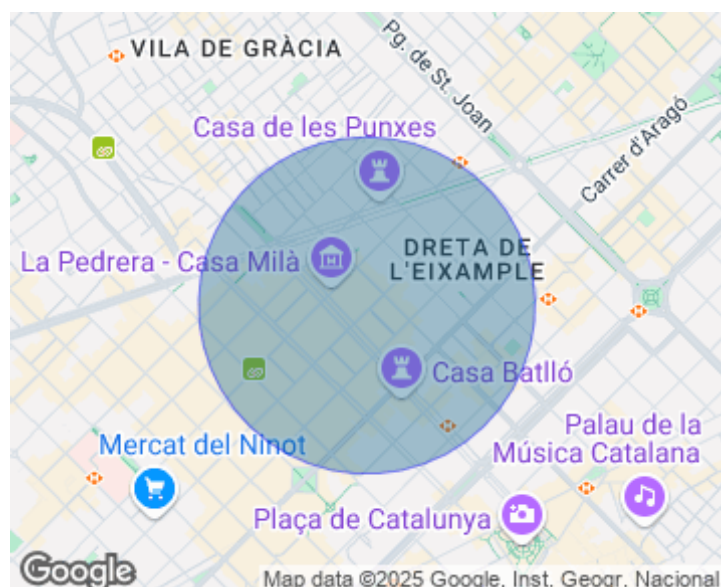 VILA DE GRÀCIA
Pg. de St. Joan
Casa de les Punxes
Carrer d'Aragó
La Pedrera - Casa Milà
DRETA DE
L'EIXAMPLE
Casa Batlló
Mercat del Ninot
Palau de la
Música Catalana
Plaça de Catalunya
Google
Map data ©2025 Google, Inst. Geogr. Nacional